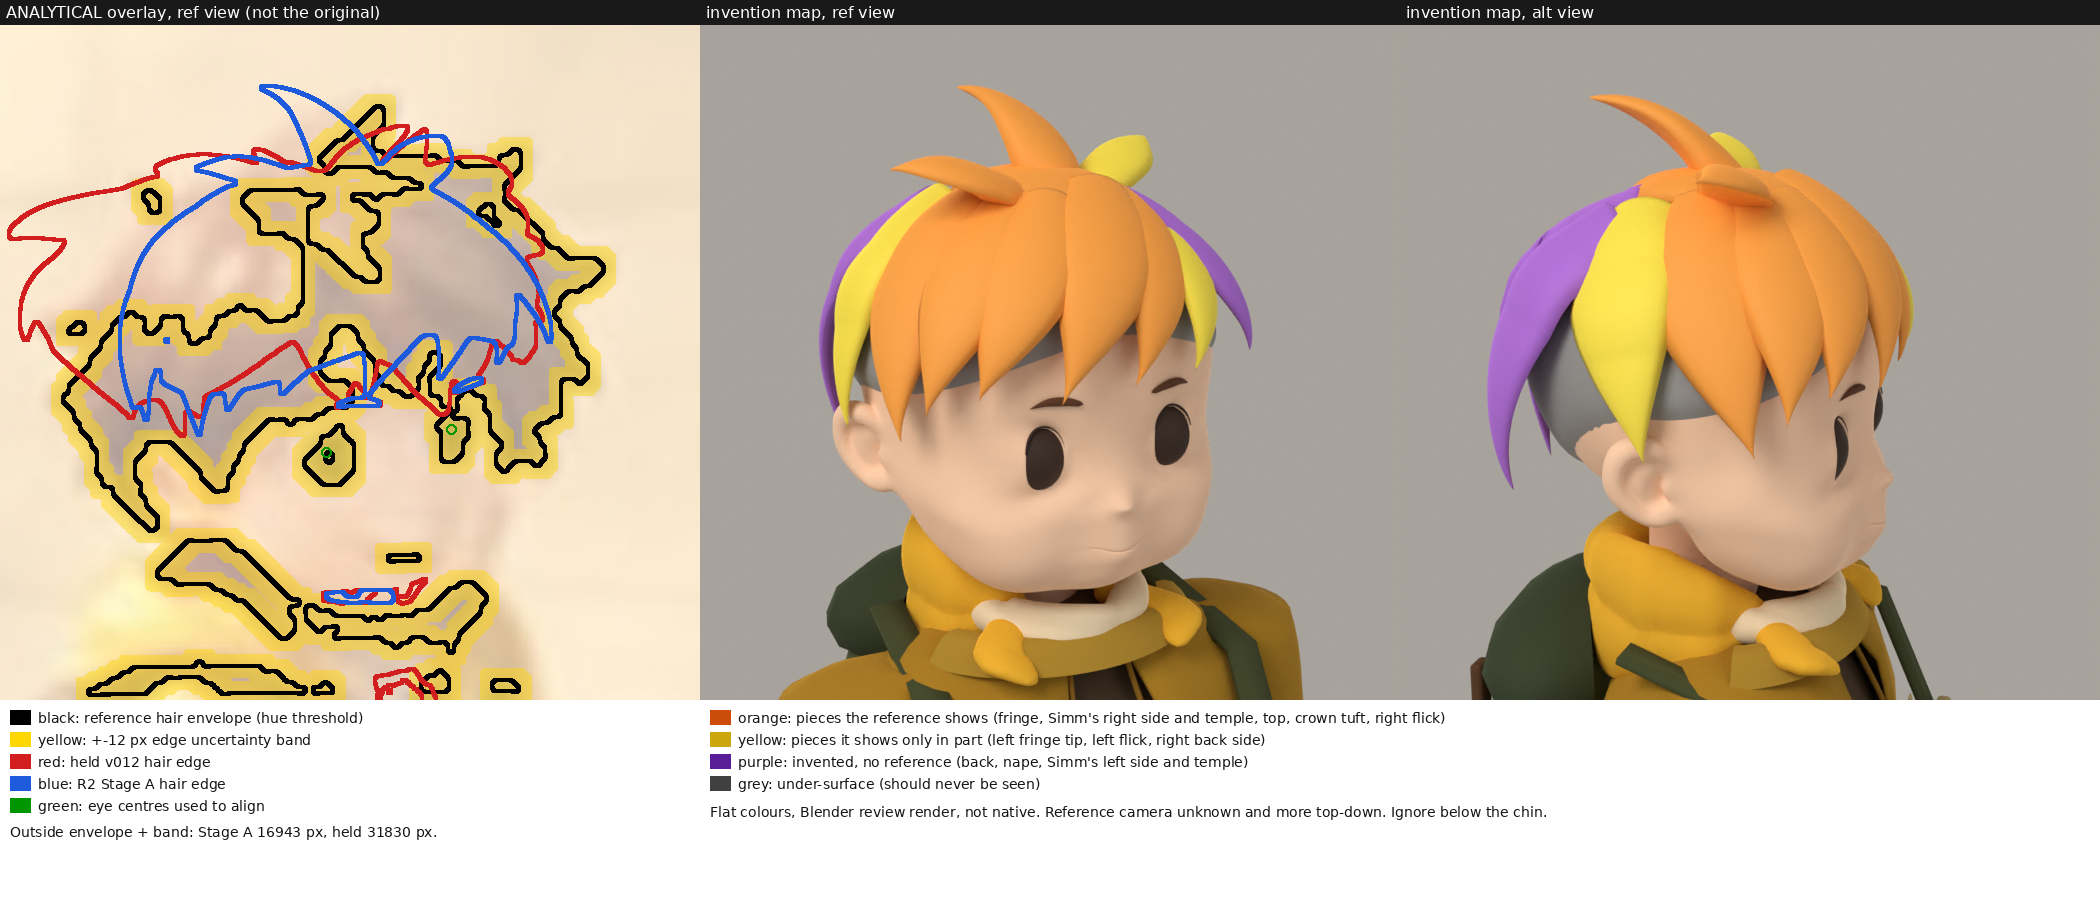 ANALYTICAL overlay, ref view (not the original)
invention map, ref view
invention map, alt view
black: reference hair envelope (hue threshold)
yellow: +-12 px edge uncertainty band
red: held v012 hair edge
blue: R2 Stage A hair edge
green: eye centres used to align
Outside envelope + band: Stage A 16943 px, held 31830 px.
orange: pieces the reference shows (fringe, Simm's right side and temple, top, crown tuft, right flick)
yellow: pieces it shows only in part (left fringe tip, left flick, right back side)
purple: invented, no reference (back, nape, Simm's left side and temple)
grey: under-surface (should never be seen)
Flat colours, Blender review render, not native. Reference camera unknown and more top-down. Ignore below the chin.